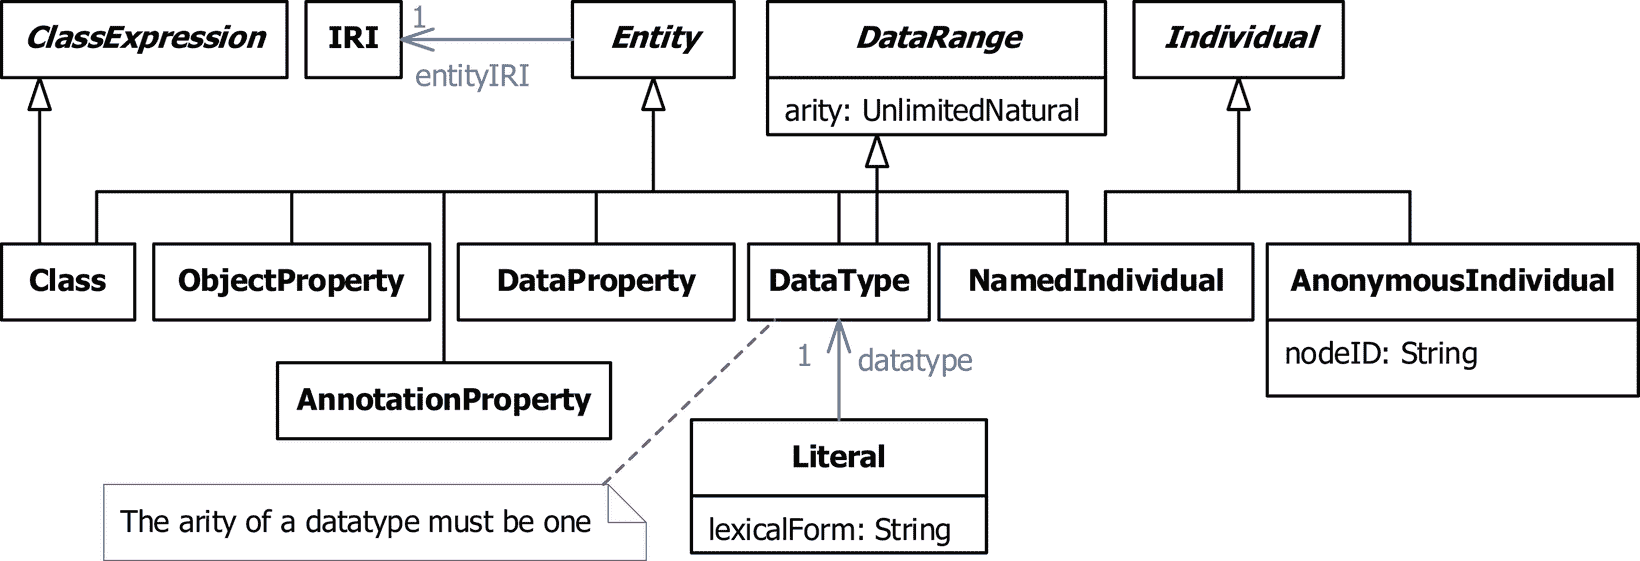 ClassExpression
IRI
1
entityIRI
Entity
DataRange
arity: UnlimitedNatural
Individual
Class
ObjectProperty
DataProperty
DataType
NamedIndividual
AnonymousIndividual
nodeID: String
1
datatype
AnnotationProperty
Literal
lexicalForm: String
The arity of a datatype must be one